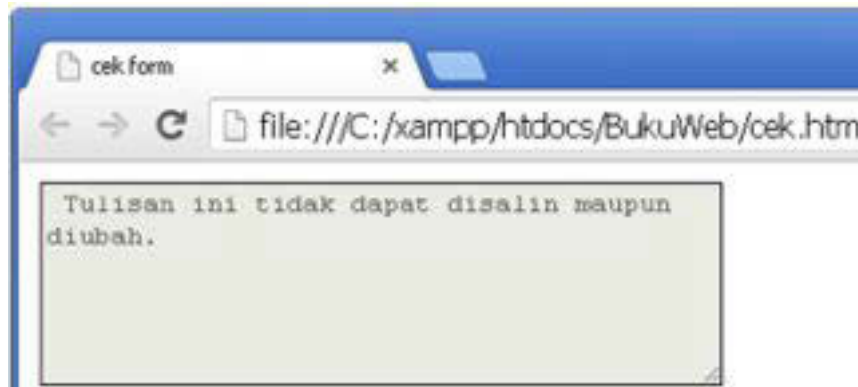 cek form
file:///C:/xampp/htdocs/BukuWeb/cek.htm
Tulisan ini tidak dapat disalin maupun
diubah.